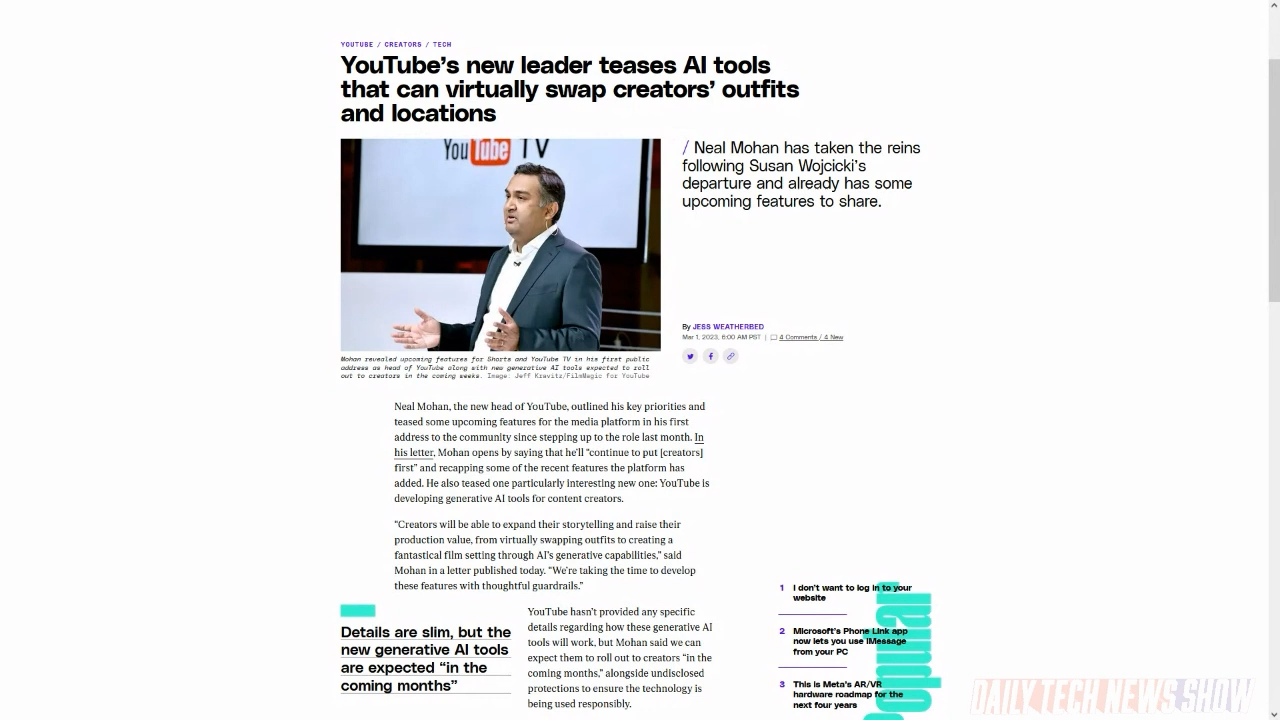 YOUTUBE / CREATORS / TECH
YouTube’s new leader teases AI tools
that can virtually swap creators’ outfits
and locations
YouTube TV
/ Neal Mohan has taken the reins
following Susan Wojcicki’s
departure and already has some
upcoming features to share.
By JESS WEATHERBED
Mar 1, 2023, 6:00 AM PST | 4 Comments / 4 New
Mohan revealed upcoming features for Shorts and YouTube TV in his first public
address as head of YouTube along with new generative AI tools expected to roll
out to creators in the coming weeks. Image: Jeff Kravitz/FilmMagic for YouTube
Neal Mohan, the new head of YouTube, outlined his key priorities and
teased some upcoming features for the media platform in his first
address to the community since stepping up to the role last month. In
his letter, Mohan opens by saying that he’ll “continue to put [creators]
first” and recapping some of the recent features the platform has
added. He also teased one particularly interesting new one: YouTube is
developing generative AI tools for content creators.
“Creators will be able to expand their storytelling and raise their
production value, from virtually swapping outfits to creating a
fantastical film setting through AI’s generative capabilities,” said
Mohan in a letter published today. “We’re taking the time to develop
these features with thoughtful guardrails.”
Details are slim, but the
new generative AI tools
are expected “in the
coming months”
YouTube hasn’t provided any specific
details regarding how these generative AI
tools will work, but Mohan said we can
expect them to roll out to creators “in the
coming months,” alongside undisclosed
protections to ensure the technology is
being used responsibly.
1 I don’t want to log in to your
website
2 Microsoft’s Phone Link app
now lets you use iMessage
from your PC
3 This is Meta’s AR/VR
hardware roadmap for the
next four years
DAILY TECH NEWS SHOW